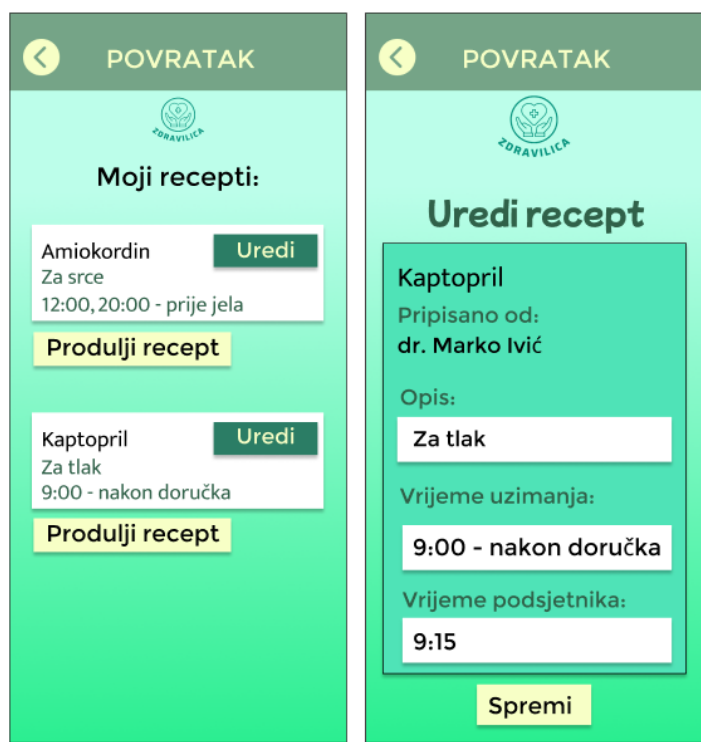 POVRATAK
ZDRAVILICA
Moji recepti:
Amiokordin
Uredi
Za srce
12:00, 20:00 - prije jela
Produlji recept
Kaptopril
Uredi
Za tlak
9:00 - nakon doručka
Produlji recept
POVRATAK
ZDRAVILICA
Uredi recept
Kaptopril
Pripisano od:
dr. Marko Ivić
Opis:
Za tlak
Vrijeme uzimanja:
9:00 - nakon doručka
Vrijeme podsjetnika:
9:15
Spremi